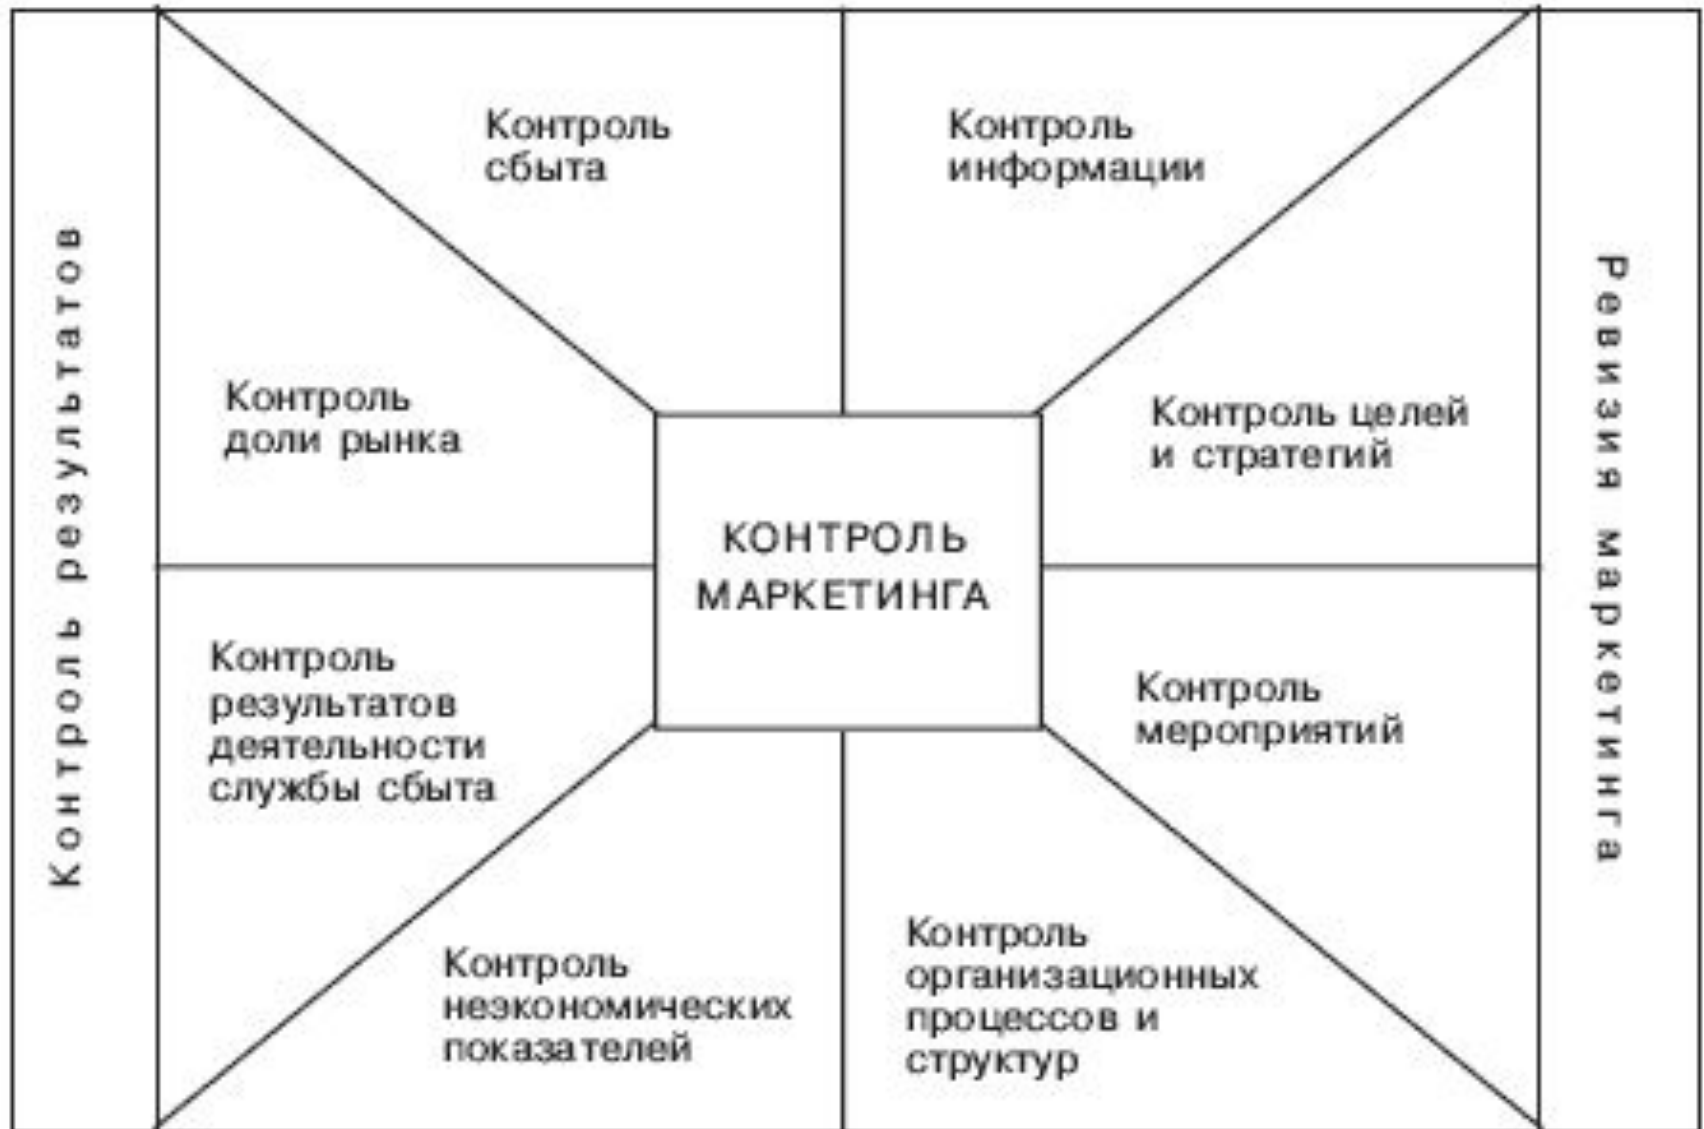 Контроль результатов
Контроль
сбыта
Контроль
информации
Контроль
доли рынка
Контроль целей
и стратегий
КОНТРОЛЬ
МАРКЕТИНГА
Контроль
результатов
деятельности
службы сбыта
Контроль
мероприятий
Контроль
неэкономических
показателей
Контроль
организационных
процессов и
структур
Ревизия маркетинга